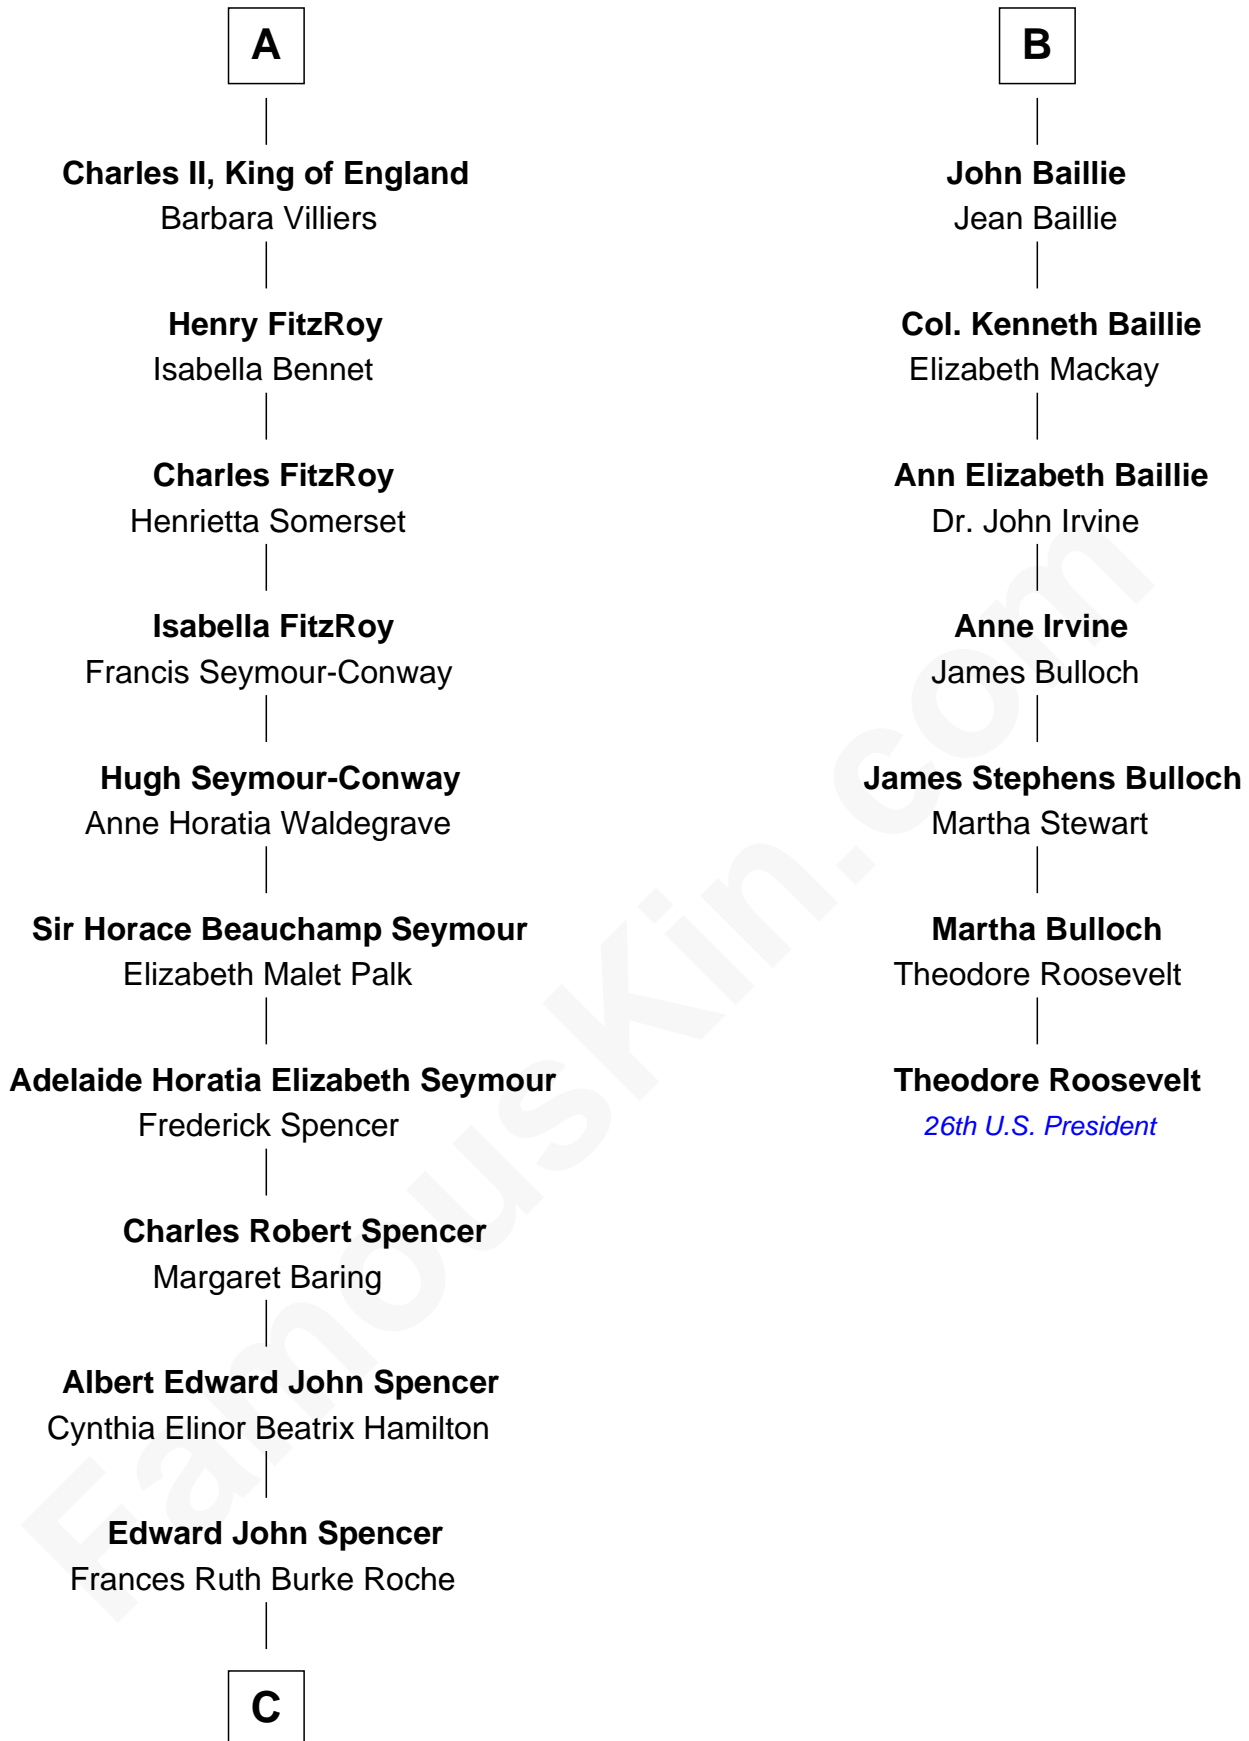 A
Charles II, King of England
Barbara Villiers
Henry FitzRoy
Isabella Bennet
Charles FitzRoy
Henrietta Somerset
Isabella FitzRoy
Francis Seymour-Conway
Hugh Seymour-Conway
Anne Horatia Waldegrave
Sir Horace Beauchamp Seymour
Elizabeth Malet Palk
Adelaide Horatia Elizabeth Seymour
Frederick Spencer
Charles Robert Spencer
Margaret Baring
Albert Edward John Spencer
Cynthia Elinor Beatrix Hamilton
Edward John Spencer
Frances Ruth Burke Roche
C
B
John Baillie
Jean Baillie
Col. Kenneth Baillie
Elizabeth Mackay
Ann Elizabeth Baillie
Dr. John Irvine
Anne Irvine
James Bulloch
James Stephens Bulloch
Martha Stewart
Martha Bulloch
Theodore Roosevelt
Theodore Roosevelt
26th U.S. President
FamousKin.com